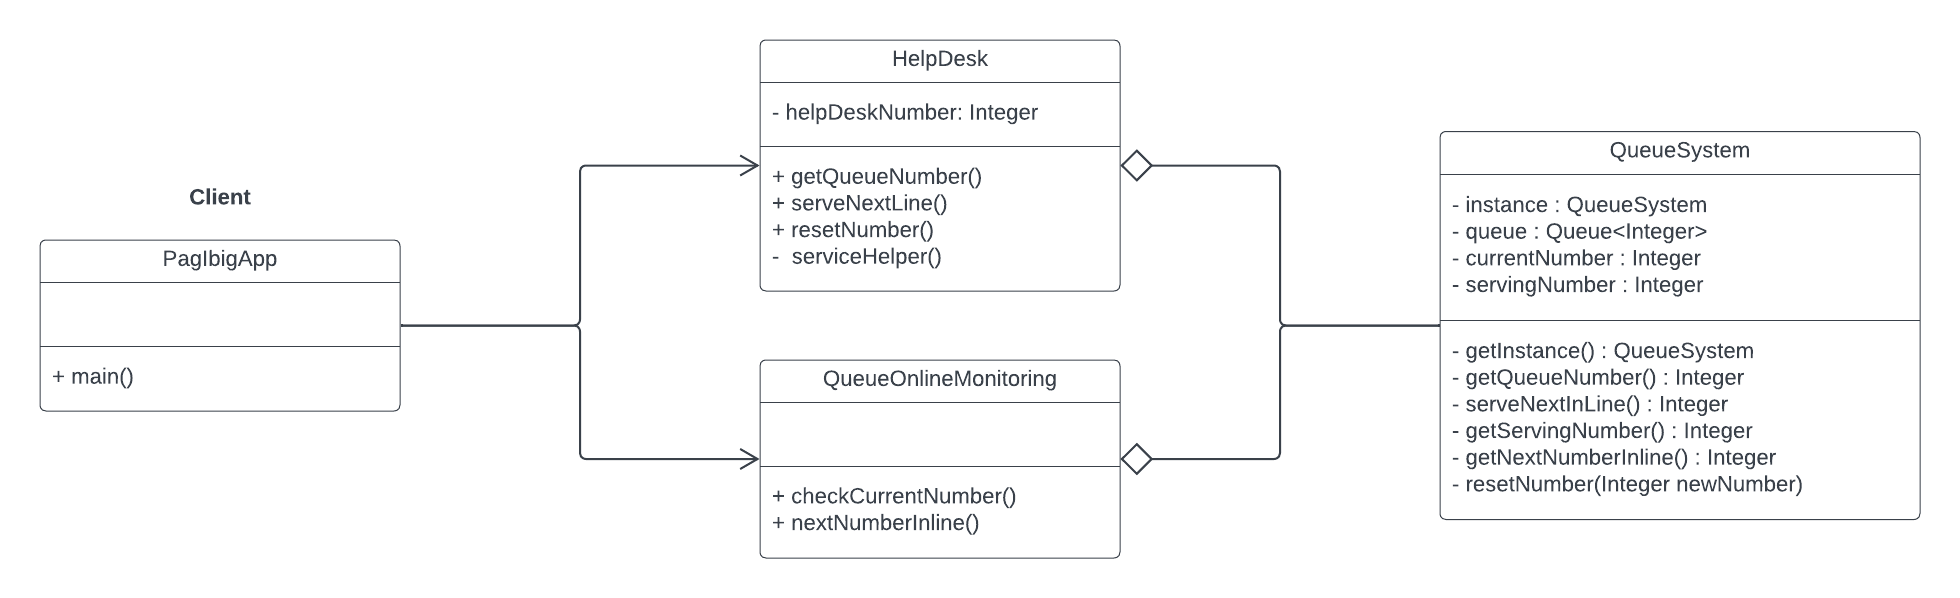 Client
PagIbigApp
+ main()
HelpDesk
- helpDeskNumber: Integer
+ getQueueNumber()
+ serveNextLine()
+ resetNumber()
-  serviceHelper()
QueueOnlineMonitoring
+ checkCurrentNumber()
+ nextNumberInline()
QueueSystem
- instance : QueueSystem
- queue : Queue<Integer>
- currentNumber : Integer
- servingNumber : Integer
- getInstance() : QueueSystem
- getQueueNumber() : Integer
- serveNextInLine() : Integer
- getServingNumber() : Integer
- getNextNumberInline() : Integer
- resetNumber(Integer newNumber)